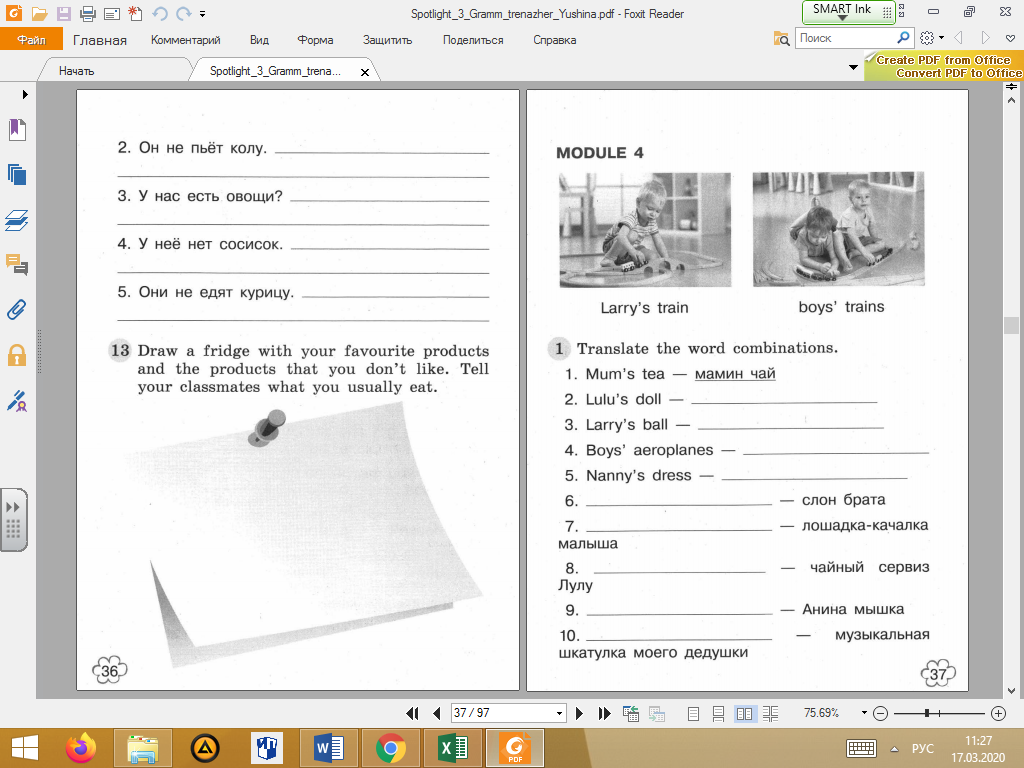 Spotlight_3_Gramm_trenazher_Yushina.pdf - Foxit Reader
SMART Ink
Файл Главная Комментарий Вид Форма Защитить Поделиться Справка
Поиск
Начать
Spotlight_3_Gramm_trena...
Create PDF from Office
Convert PDF to Office
2. Он не пьёт колу.
3. У нас есть овощи?
4. У неё нет сосисок.
5. Они не едят курицу.
13 Draw a fridge with your favourite products
and the products that you don't like. Tell
your classmates what you usually eat.
36
MODULE 4
Larry's train
boys' trains
1 Translate the word combinations.
1. Mum's tea — мамин чай
2. Lulu's doll —
3. Larry's ball —
4. Boys' aeroplanes —
5. Nanny's dress —
6. — слон брата
7. — лошадка-качалка
малыша
8. — чайный сервиз
Лулу
9. — Анина мышка
10. — музыкальная
шкатулка моего дедушки
37
37 / 97
75.69%
PDF
РУС
11:27
17.03.2020